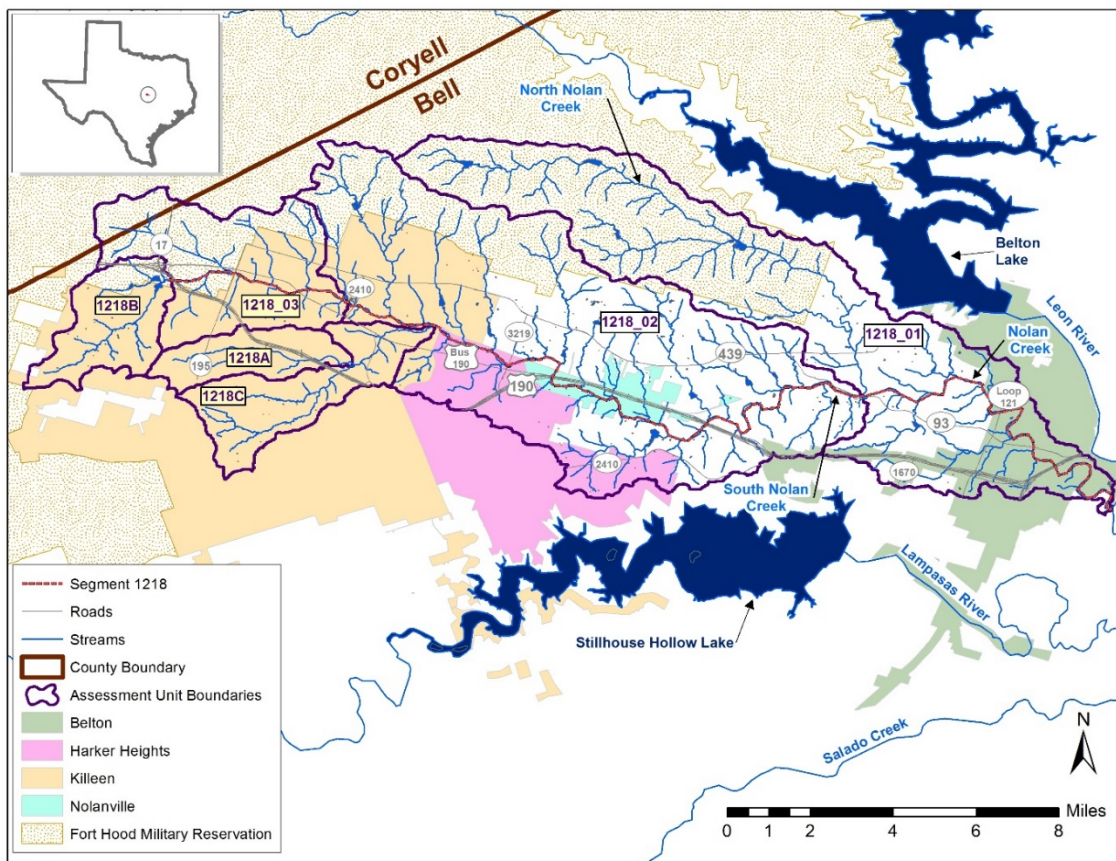 Coryell
Bell
North Nolan
Creek
Belton
Lake
Leon River
17
1218B
1218_03
2410
1218_02
1218_01
3219
Nolan
Creek
439
195
1218A
Bus
190
190
Loop
121
1218C
93
2410
1670
South Nolan
Creek
Lampasas River
Stillhouse Hollow Lake
Salado Creek
Segment 1218
Roads
Streams
County Boundary
Assessment Unit Boundaries
Belton
Harker Heights
Killeen
Nolanville
Fort Hood Military Reservation
N
Miles
0 1 2 4 6 8